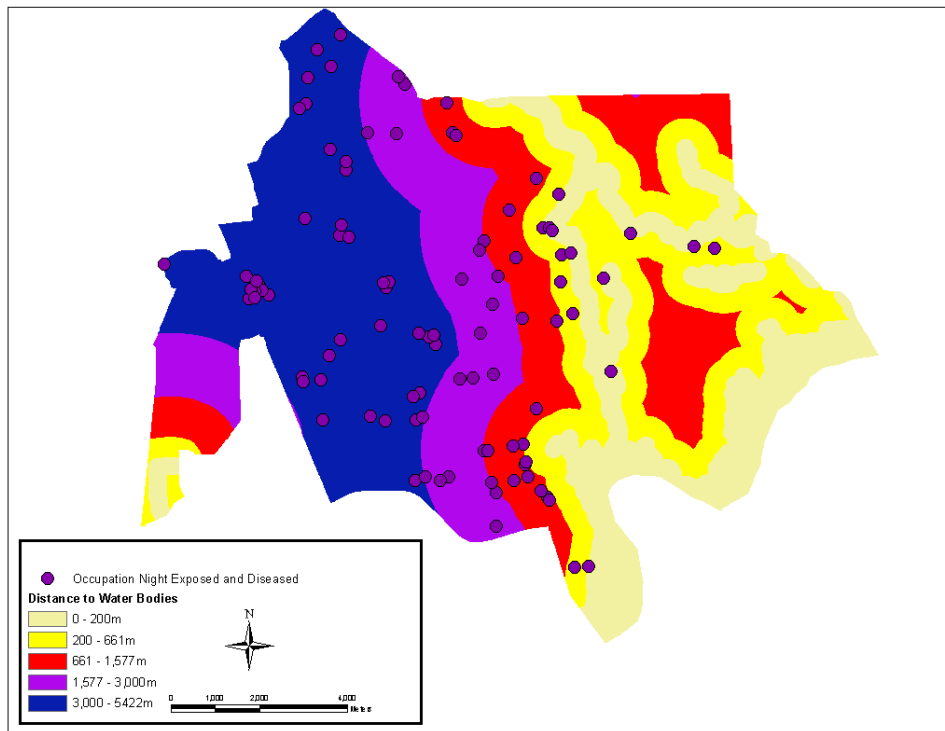 Occupation Night Exposed and Diseased
Distance to Water Bodies
0 - 200m
200 - 661m
661 - 1,577m
1,577 - 3,000m
3,000 - 5422m
N
0 1,000 2,000 4,000
Meters